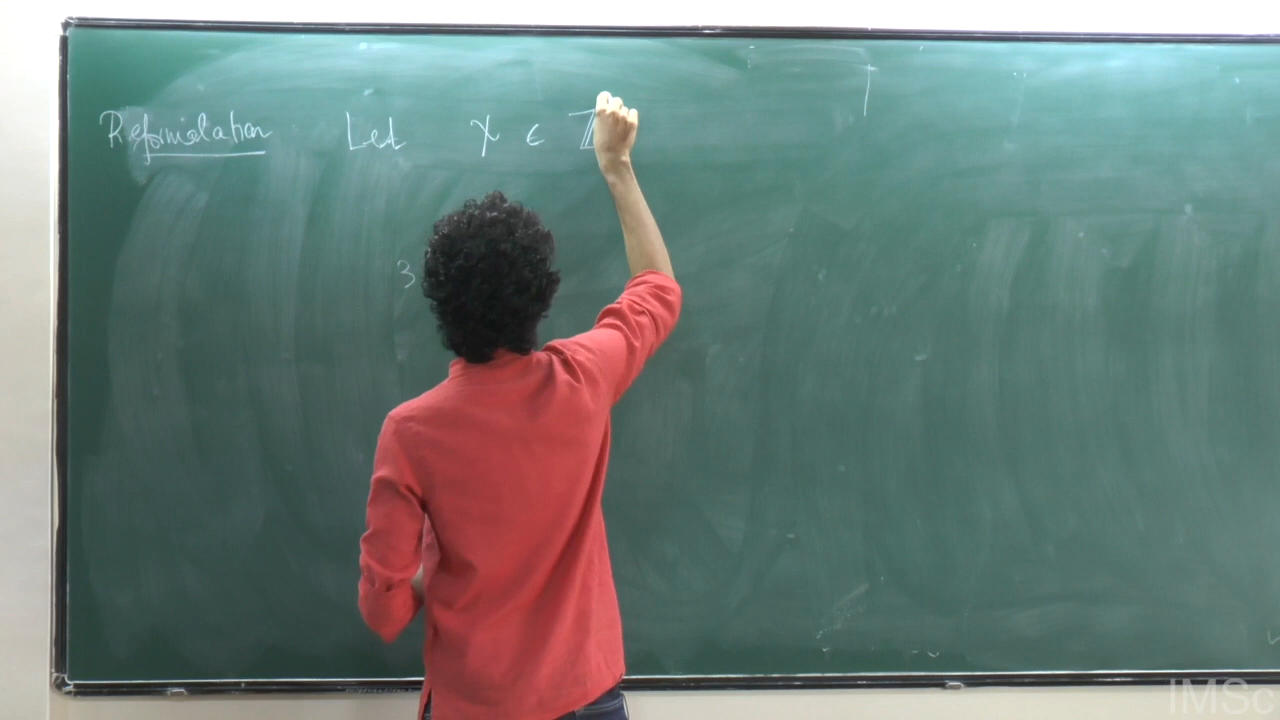 Reformulation Let χ ∈ ℤ
3
IMSc